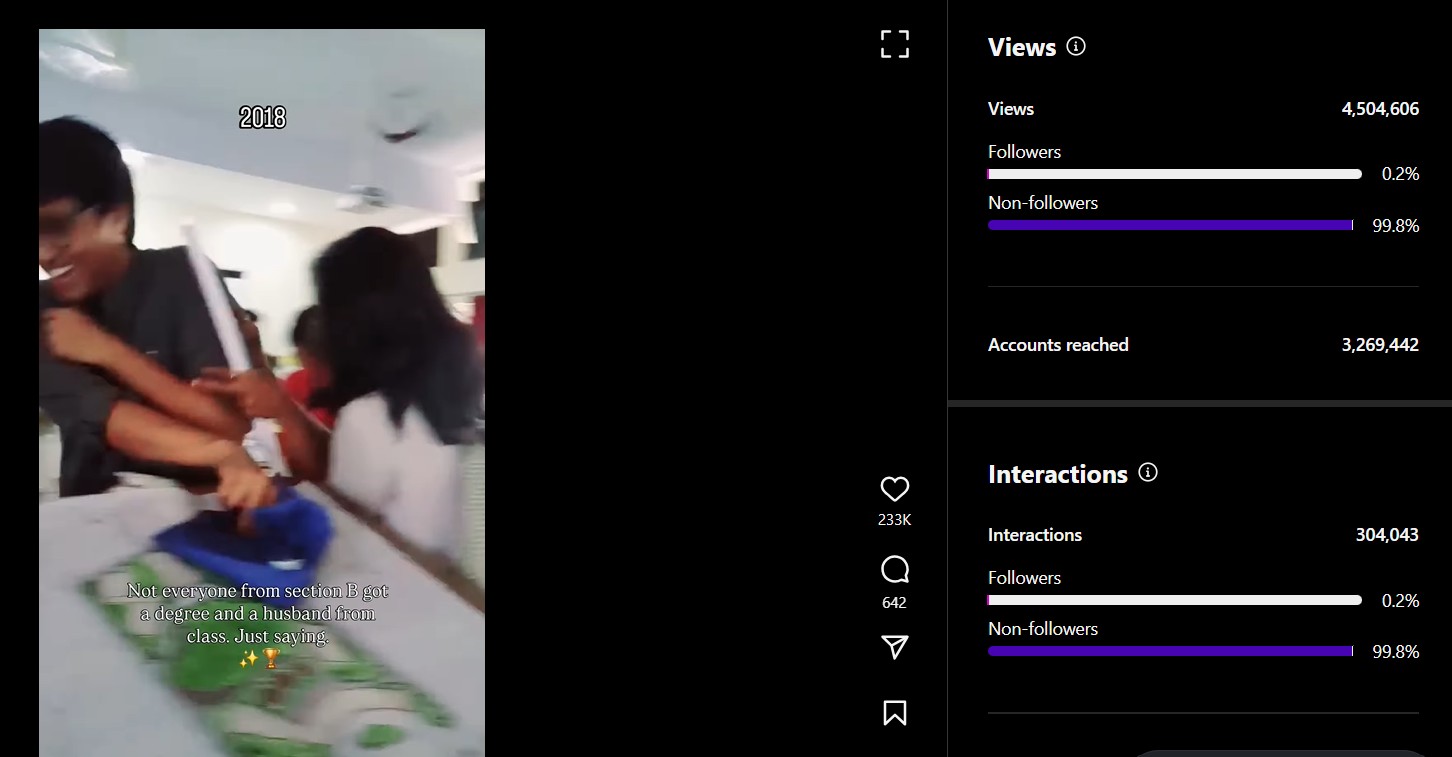 2018
Not everyone from section B got
a degree and a husband from
class. Just saying.
✨🏆
233K
642
Views
Views 4,504,606
Followers
0.2%
Non-followers
99.8%
Accounts reached 3,269,442
Interactions
Interactions 304,043
Followers
0.2%
Non-followers
99.8%